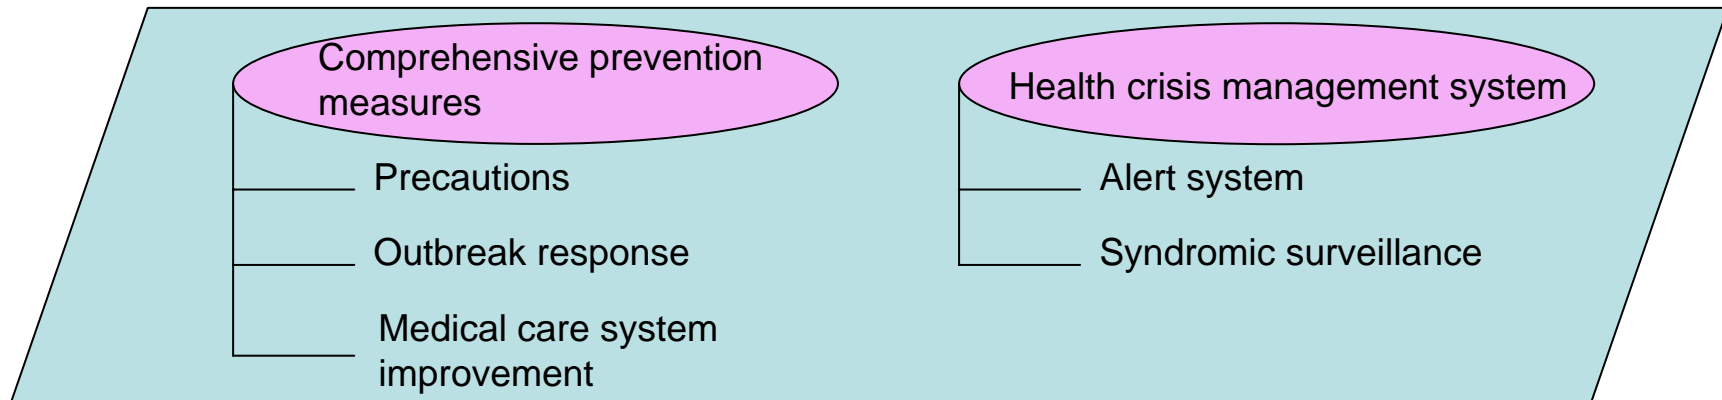 Comprehensive prevention
measures
Precautions
Outbreak response
Medical care system
improvement
Health crisis management system
Alert system
Syndromic surveillance